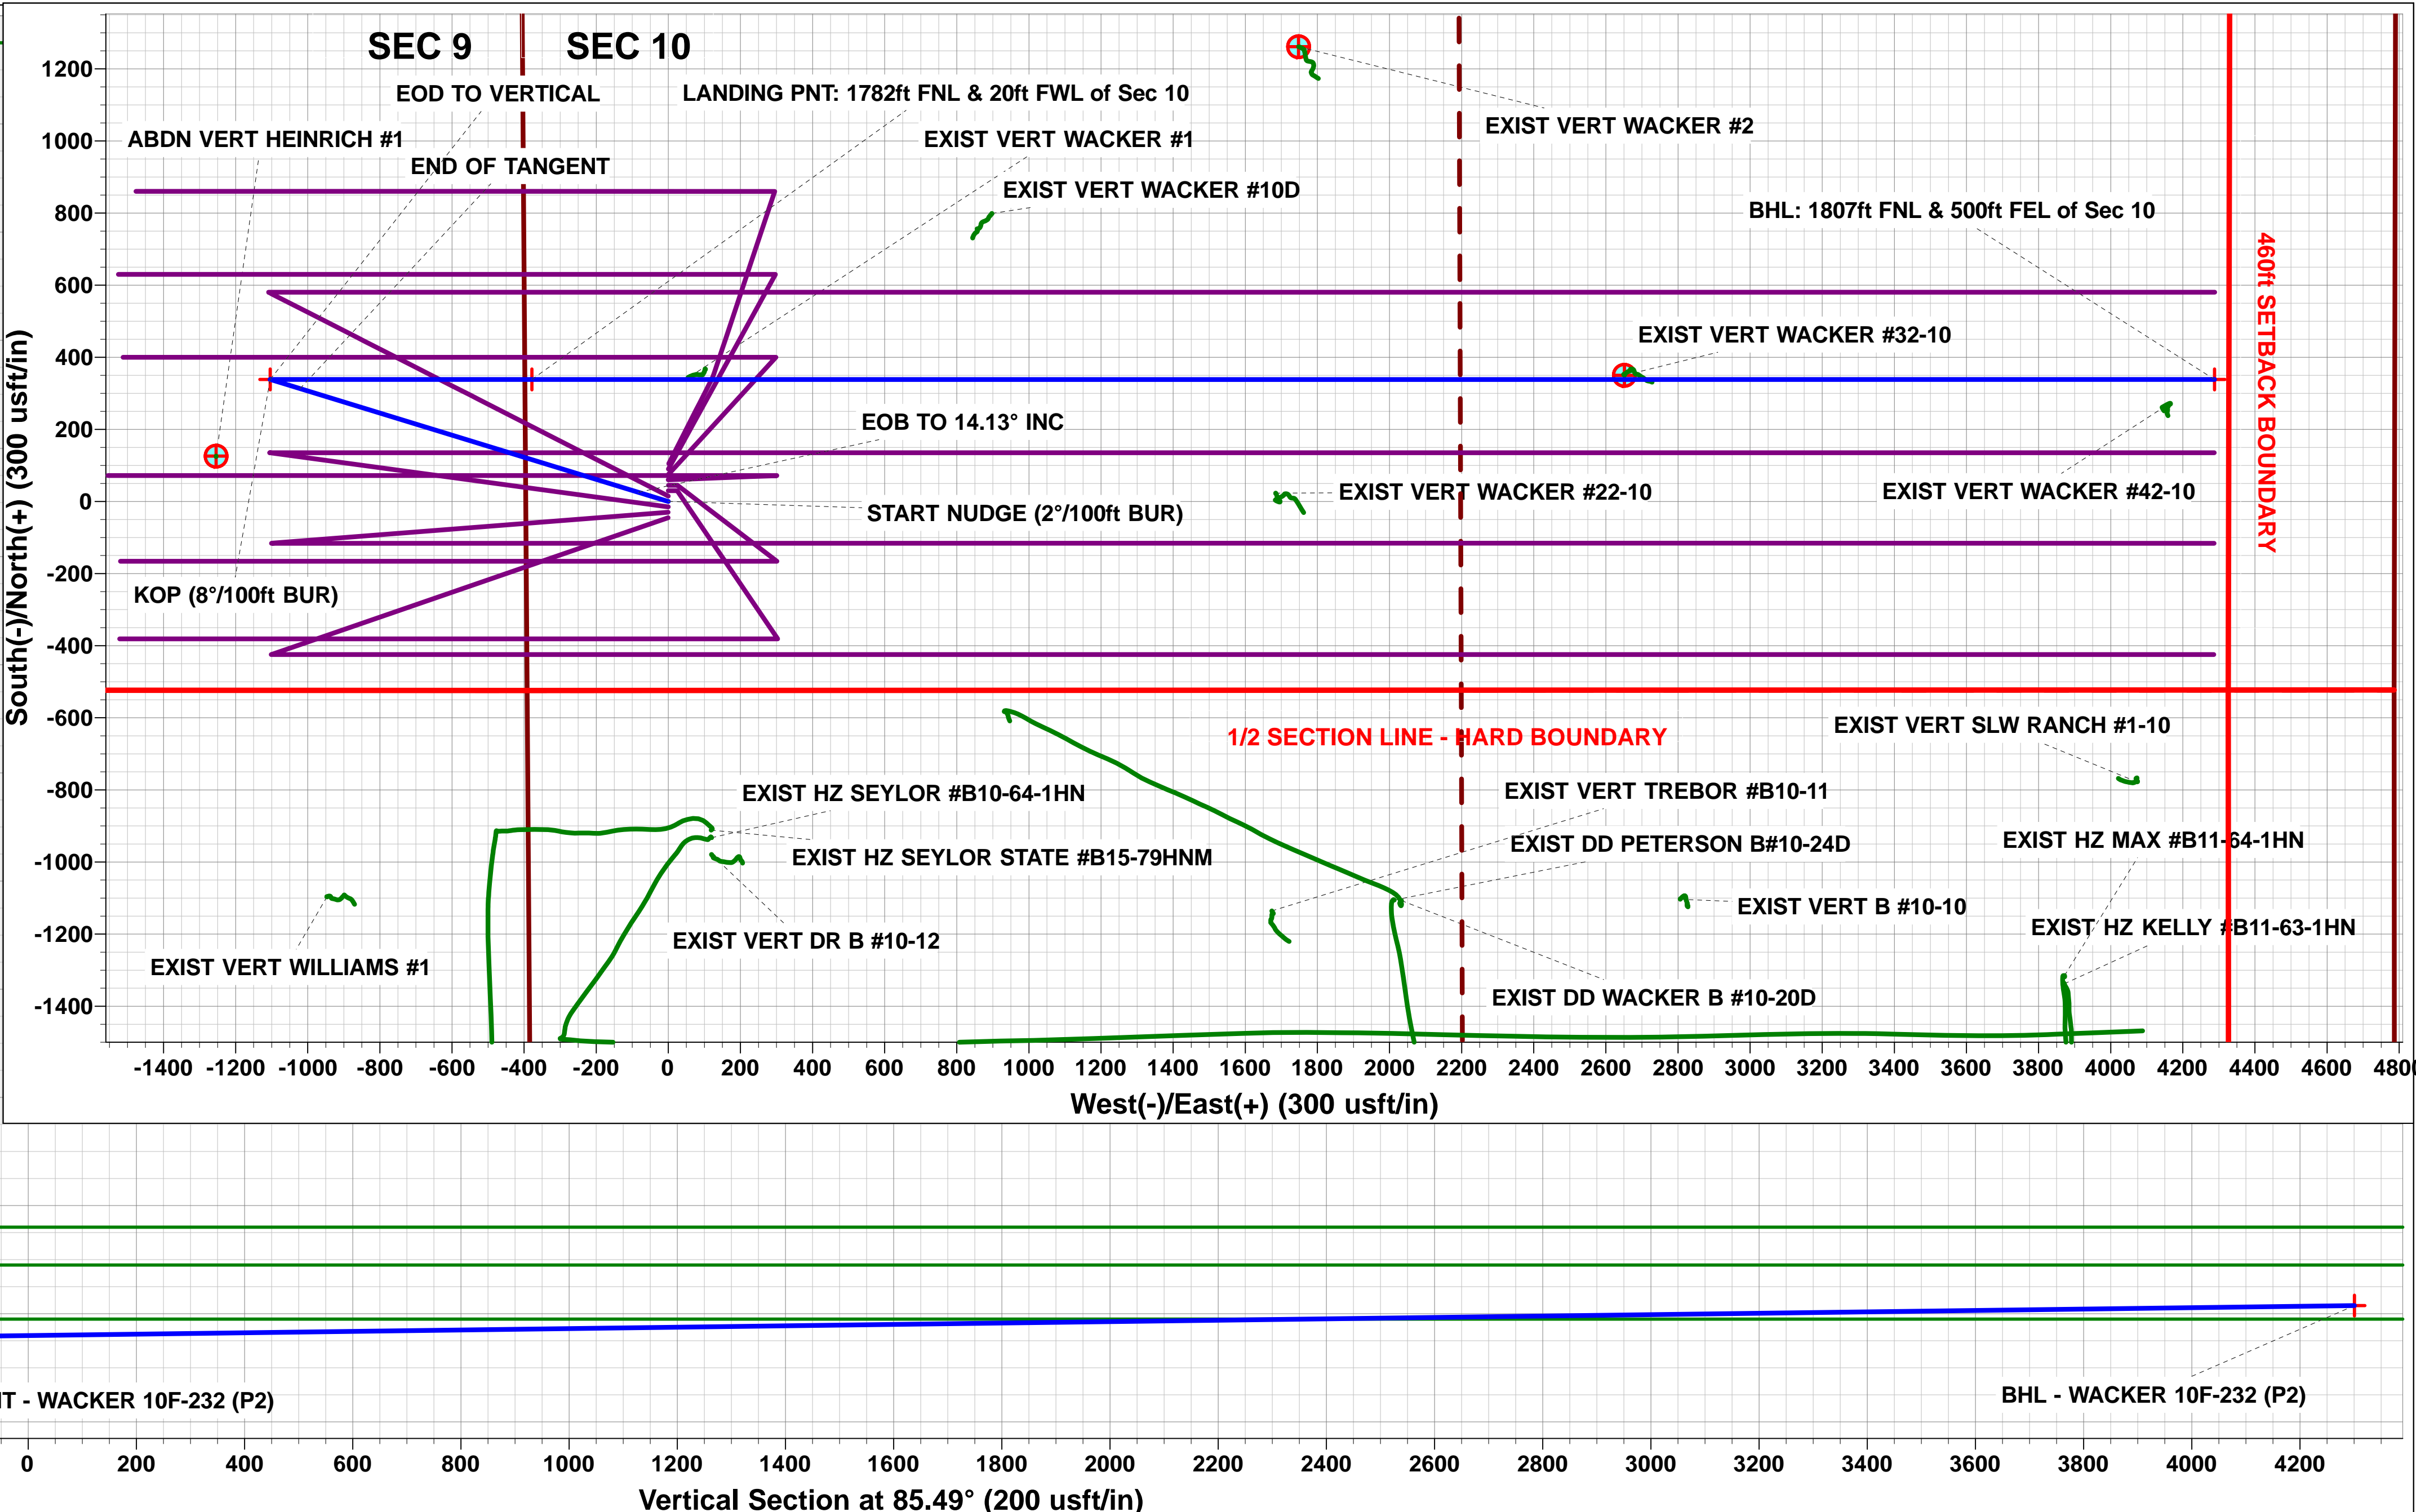 SEC 9
SEC 10
EOD TO VERTICAL
LANDING PNT: 1782ft FNL & 20ft FWL of Sec 10
ABDN VERT HEINRICH #1
EXIST VERT WACKER #1
EXIST VERT WACKER #2
END OF TANGENT
EXIST VERT WACKER #10D
BHL: 1807ft FNL & 500ft FEL of Sec 10
460ft SETBACK BOUNDARY
EXIST VERT WACKER #32-10
EOB TO 14.13° INC
EXIST VERT WACKER #22-10
EXIST VERT WACKER #42-10
START NUDGE (2°/100ft BUR)
KOP (8°/100ft BUR)
1/2 SECTION LINE - HARD BOUNDARY
EXIST VERT SLW RANCH #1-10
EXIST HZ SEYLOR #B10-64-1HN
EXIST VERT TREBOR #B10-11
EXIST DD PETERSON B#10-24D
EXIST HZ MAX #B11-64-1HN
EXIST HZ SEYLOR STATE #B15-79HNM
EXIST VERT B #10-10
EXIST HZ KELLY #B11-63-1HN
EXIST VERT DR B #10-12
EXIST VERT WILLIAMS #1
EXIST DD WACKER B #10-20D
South(-)/North(+) (300 usft/in)
1200
1000
800
600
400
200
0
-200
-400
-600
-800
-1000
-1200
-1400
-1400 -1200 -1000 -800 -600 -400 -200 0 200 400 600 800 1000 1200 1400 1600 1800 2000 2200 2400 2600 2800 3000 3200 3400 3600 3800 4000 4200 4400 4600 4800
West(-)/East(+) (300 usft/in)
T - WACKER 10F-232 (P2)
BHL - WACKER 10F-232 (P2)
0 200 400 600 800 1000 1200 1400 1600 1800 2000 2200 2400 2600 2800 3000 3200 3400 3600 3800 4000 4200
Vertical Section at 85.49° (200 usft/in)